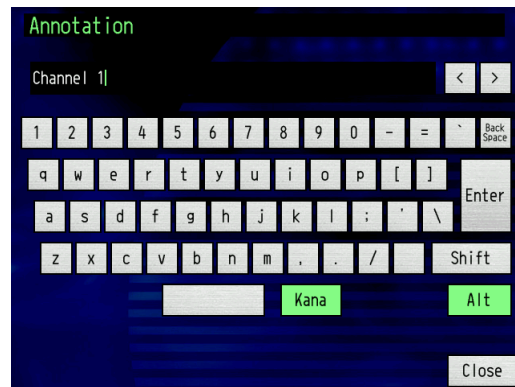 Annotation
Channel 1
< >
1 2 3 4 5 6 7 8 9 0 - = ` Back Space
q w e r t y u i o p [ ]
Enter
a s d f g h j k l ; ' \
z x c v b n m , . / Shift
Kana Alt
Close